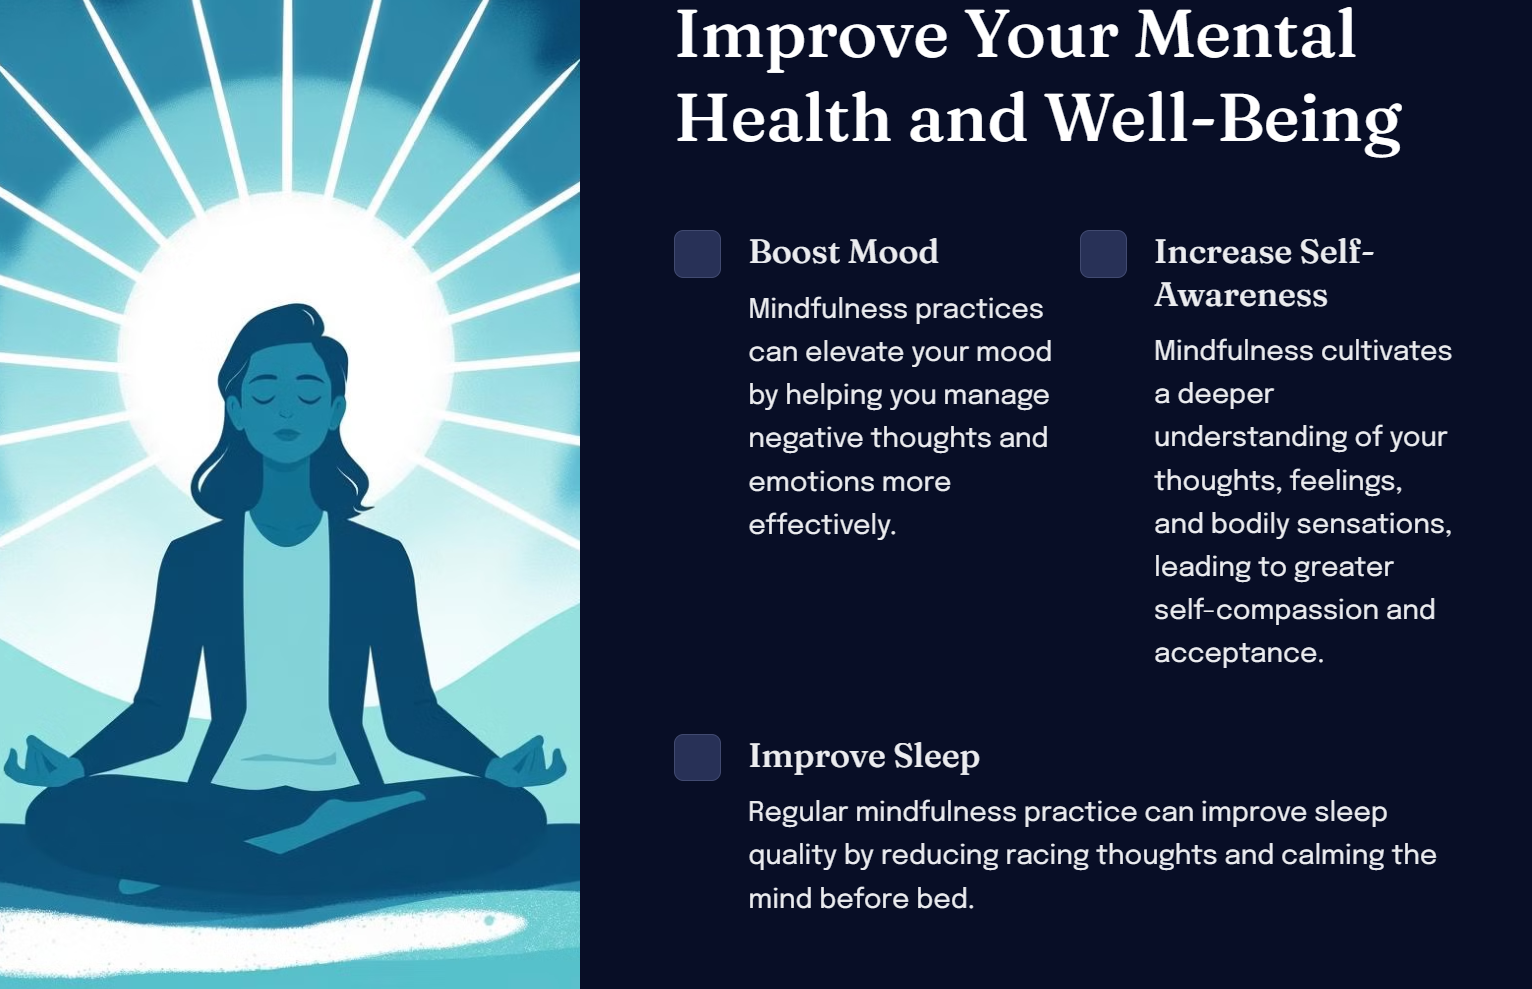 Improve Your Mental
Health and Well-Being
Boost Mood
Mindfulness practices
can elevate your mood
by helping you manage
negative thoughts and
emotions more
effectively.
Increase Self-
Awareness
Mindfulness cultivates
a deeper
understanding of your
thoughts, feelings,
and bodily sensations,
leading to greater
self-compassion and
acceptance.
Improve Sleep
Regular mindfulness practice can improve sleep
quality by reducing racing thoughts and calming the
mind before bed.